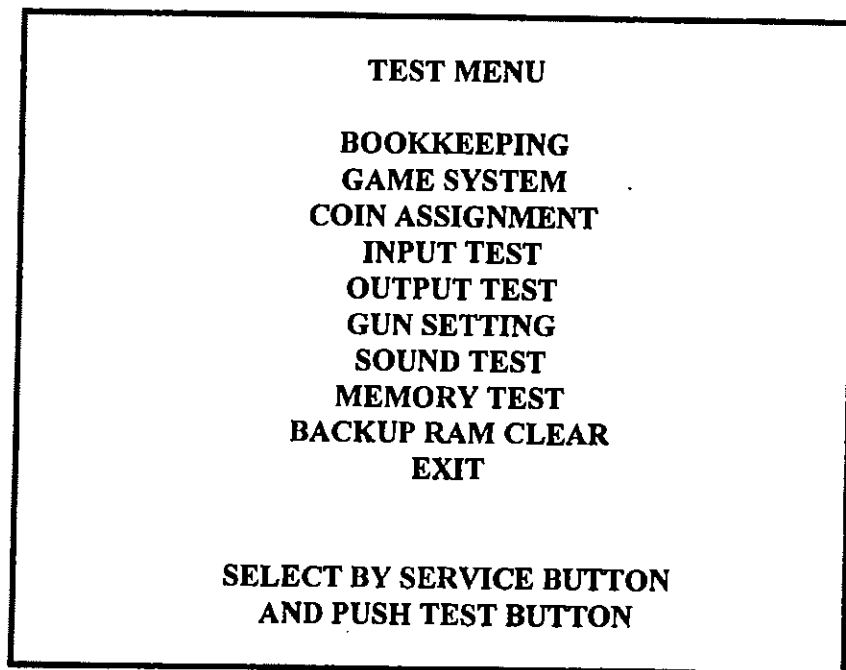 TEST MENU
BOOKKEEPING
GAME SYSTEM
COIN ASSIGNMENT
INPUT TEST
OUTPUT TEST
GUN SETTING
SOUND TEST
MEMORY TEST
BACKUP RAM CLEAR
EXIT
SELECT BY SERVICE BUTTON
AND PUSH TEST BUTTON